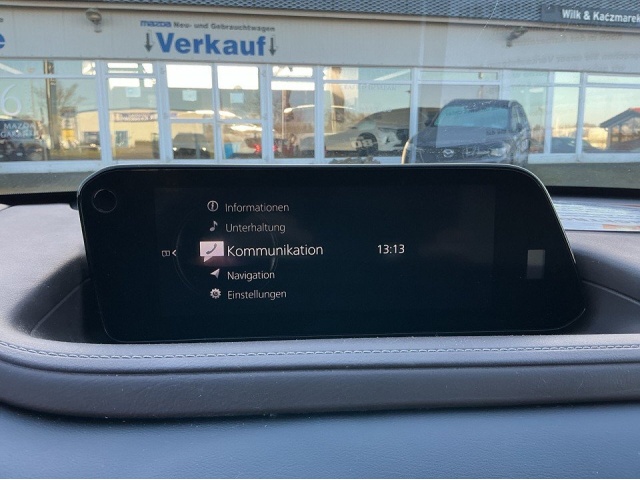 mazda Neu- und Gebrauchtwagen
Verkauf
Wilk & Kaczmarek
Informationen
Unterhaltung
Kommunikation
13:13
Navigation
Einstellungen